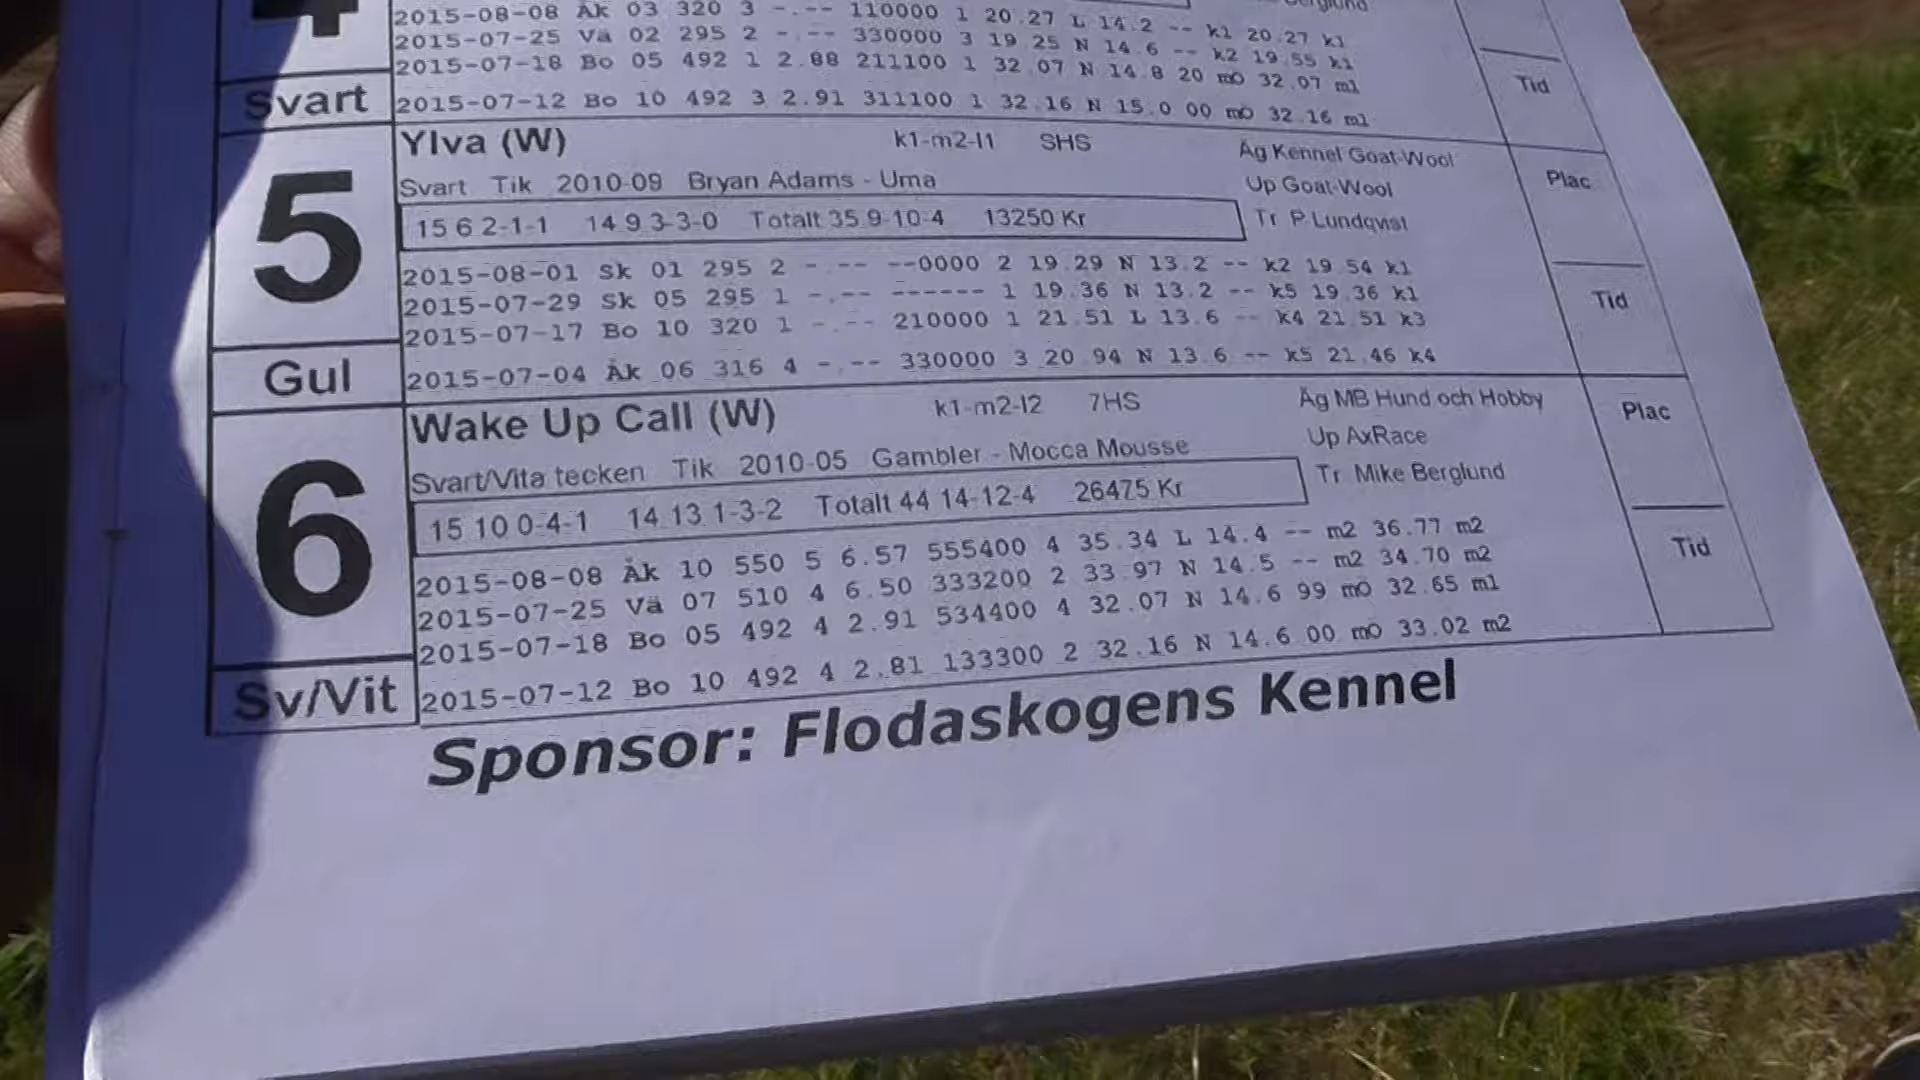 2015-08-08 Åk 03 320 3 -.-- 110000 1 20.27 L 14.2 -- k1 20.27 k1
2015-07-25 Vä 02 295 2 -.-- 330000 3 19.25 N 14.6 -- k2 19.55 k1
2015-07-18 Bo 05 492 1 2.88 211100 1 32.07 N 14.8 20 m0 32.07 m1
2015-07-12 Bo 10 492 3 2.91 311100 1 32.16 N 15.0 00 m0 32.16 m1
Svart
Tid
5
Gul
Ylva (W) k1-m2-l1 SHS Äg Kennel Goat-Wool
Svart Tik 2010-09 Bryan Adams - Uma Up Goat-Wool
15 6 2-1-1 14 9 3-3-0 Totalt 35 9-10-4 13250 Kr Tr P Lundqvist
2015-08-01 Sk 01 295 2 -.-- --0000 2 19.29 N 13.2 -- k2 19.54 k1
2015-07-29 Sk 05 295 1 -.-- ------ 1 19.36 N 13.2 -- k5 19.36 k1
2015-07-17 Bo 10 320 1 -.-- 210000 1 21.51 L 13.6 -- k4 21.51 k3
2015-07-04 Åk 06 316 4 -.-- 330000 3 20.94 N 13.6 -- k5 21.46 k4
Plac
Tid
6
Sv/Vit
Wake Up Call (W) k1-m2-l2 7HS Äg MB Hund och Hobby
Svart/Vita tecken Tik 2010-05 Gambler - Mocca Mousse Up AxRace
15 10 0-4-1 14 13 1-3-2 Totalt 44 14-12-4 26475 Kr Tr Mike Berglund
2015-08-08 Åk 10 550 5 6.57 555400 4 35.34 L 14.4 -- m2 36.77 m2
2015-07-25 Vä 07 510 4 6.50 333200 2 33.97 N 14.5 -- m2 34.70 m2
2015-07-18 Bo 05 492 4 2.91 534400 4 32.07 N 14.6 99 m0 32.65 m1
2015-07-12 Bo 10 492 4 2.81 133300 2 32.16 N 14.6 00 m0 33.02 m2
Plac
Tid
Sponsor: Flodaskogens Kennel